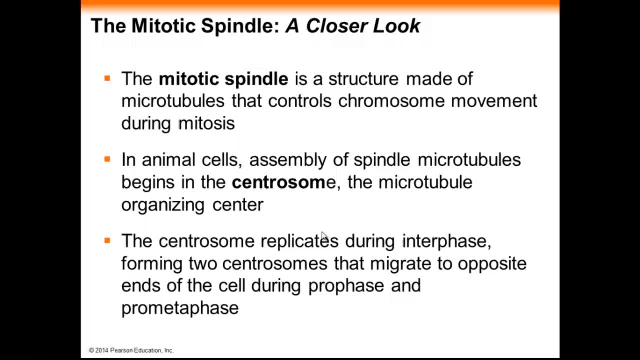 The Mitotic Spindle: A Closer Look
The mitotic spindle is a structure made of
microtubules that controls chromosome movement
during mitosis
In animal cells, assembly of spindle microtubules
begins in the centrosome, the microtubule
organizing center
The centrosome replicates during interphase,
forming two centrosomes that migrate to opposite
ends of the cell during prophase and
prometaphase
© 2014 Pearson Education, Inc.